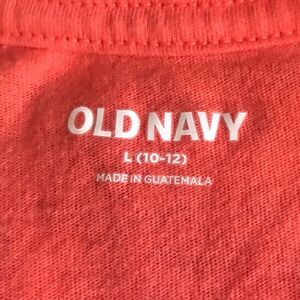 OLD NAVY
L (10-12)
MADE IN GUATEMALA